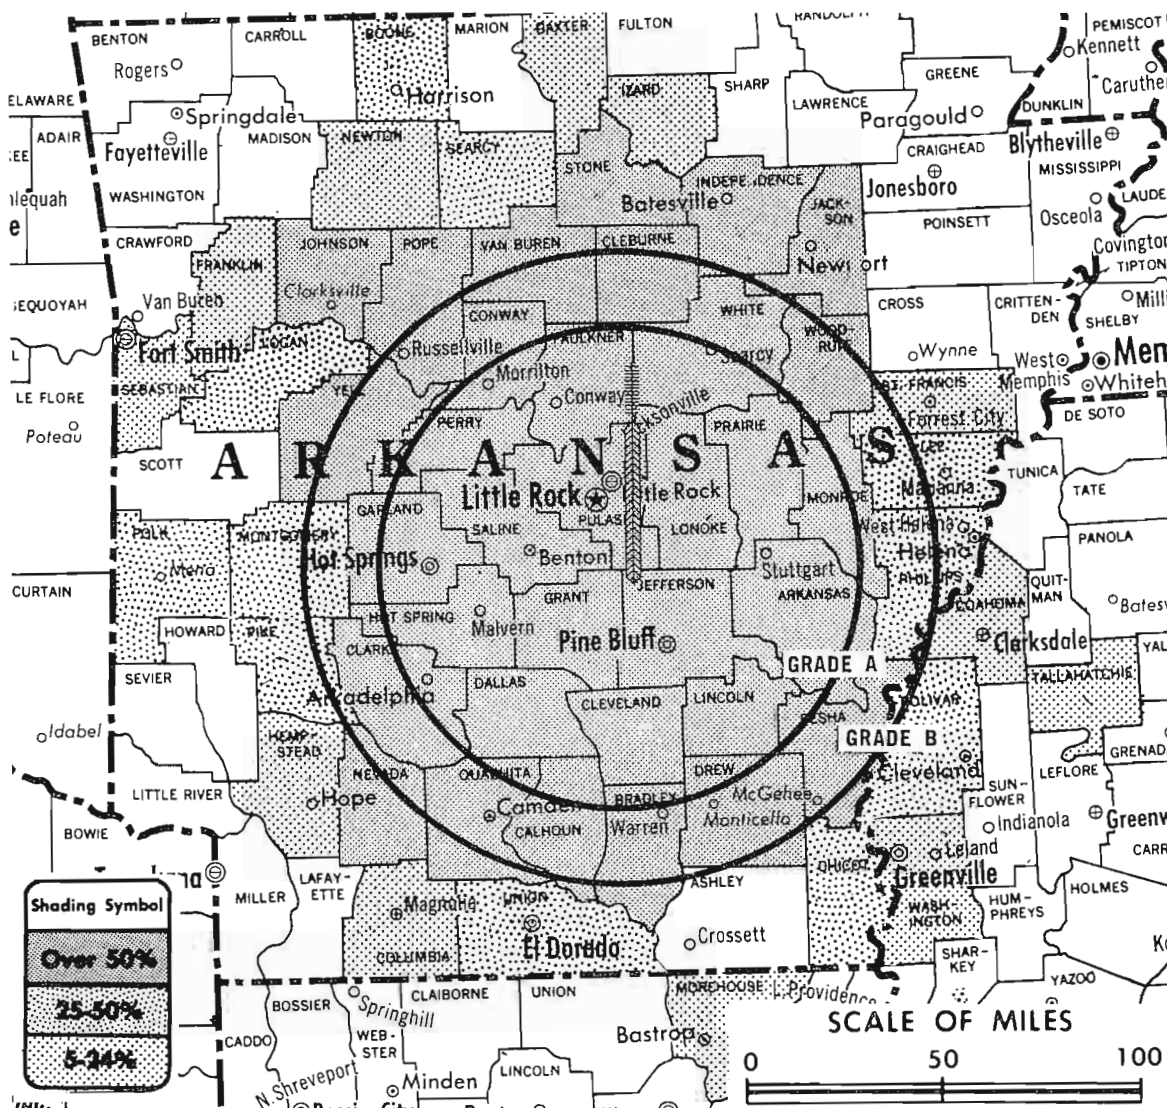 BENTON
CARROLL
BOONE
MARION
BAXTER
FULTON
RANDOLPH
PEMISCOT
Kennett
Rogers
Harrison
IZARD
SHARP
LAWRENCE
GREENE
Paragould
DUNKLIN
ADAIR
Springdale
Fayetteville
MADISON
NEWTON
SEARCY
STONE
INDEPENDENCE
Batesville
CRAIGHEAD
Jonesboro
Blytheville
MISSISSIPPI
Osceola
WASHINGTON
JACK-
SON
POINSETT
Covington
TIPTON
CRAWFORD
FRANKLIN
JOHNSON
POPE
VAN BUREN
CLEBURNE
Newport
Clarksville
Van Buren
CONWAY
WHITE
CROSS
CRITTEN-
DEN
SHELBY
Fort Smith
LOGAN
Russellville
FAULKNER
Searcy
WOOD-
RUFF
Wynne
West
Memphis
SEBASTIAN
YELL
Morrilton
Conway
ST. FRANCIS
Forrest City
DE SOTO
LE FLORE
Poteau
PERRY
PRAIRIE
SCOTT
ARKANSAS
LEE
Marianna
TUNICA
TATE
Little Rock
GARLAND
SALINE
PULAS
LONOKE
MONROE
West Helena
Helena
PANOLA
POLK
MONTGOMERY
Hot Springs
Benton
Stuttgart
PHILLIPS
Mena
JEFFERSON
ARKANSAS
COAHOMA
QUIT-
MAN
GRANT
HOWARD
PIKE
HOT SPRING
Malvern
Pine Bluff
Clarksdale
CLARK
GRADE A
SEVIER
Arkadelphia
DALLAS
CLEVELAND
LINCOLN
BOLIVAR
TALLAHATCHIE
DESHA
Idabel
HEMP-
STEAD
GRADE B
NEVADA
OUACHITA
DREW
Cleveland
LEFLORE
LITTLE RIVER
Hope
Camden
BRADLEY
McGehee
SUN-
FLOWER
BOWIE
CALHOUN
Warren
Monticello
Indianola
Leland
CHICOT
Greenville
MILLER
LAFAY-
ETTE
ASHLEY
HOLMES
Shading Symbol
Magnolia
UNION
WASH-
INGTON
HUM-
PHREYS
Over 50%
El Dorado
Crossett
COLUMBIA
SHAR-
KEY
25-50%
CLAIBORNE
UNION
MOREHOUSE
L. Providence
YAZOO
BOSSIER
Springhill
5-24%
CADDO
WEB-
STER
Bastrop
SCALE OF MILES
LINCOLN
0 50 100
N. Shreveport
Minden